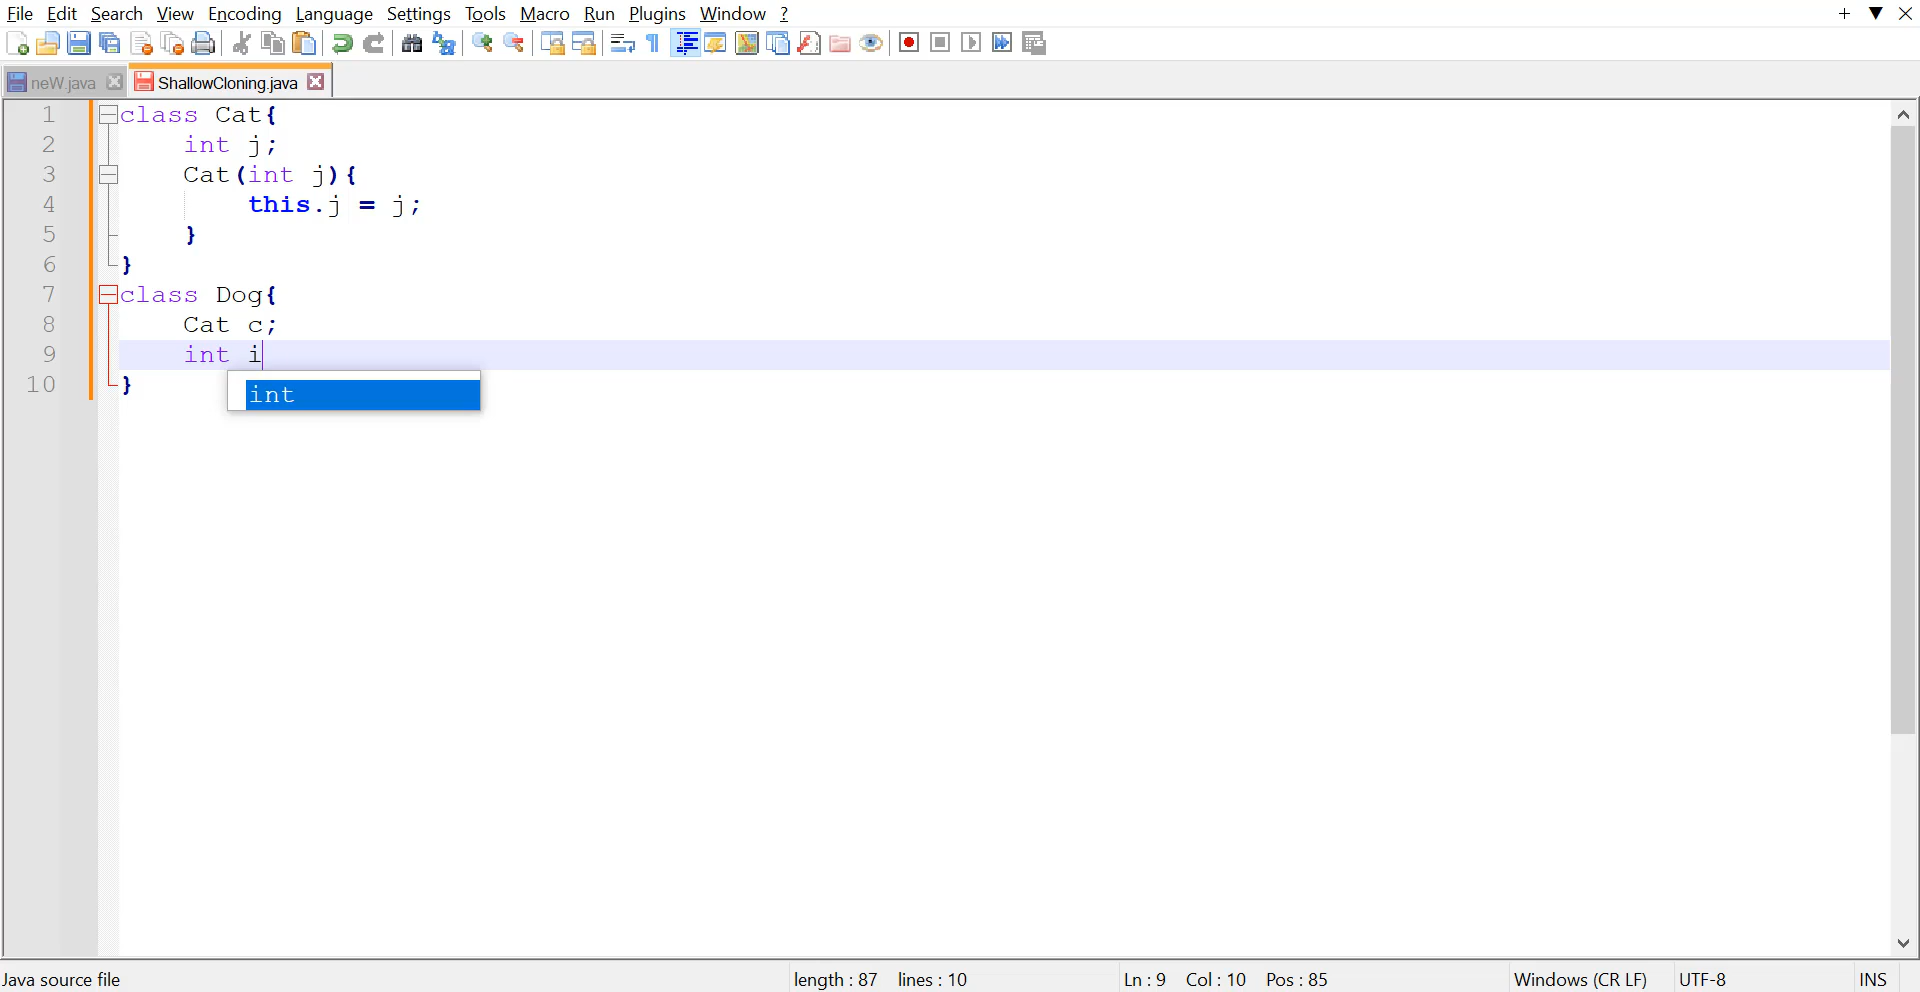 File Edit Search View Encoding Language Settings Tools Macro Run Plugins Window ?
neW.java ShallowCloning.java
1 class Cat{
2 int j;
3 Cat(int j){
4 this.j = j;
5 }
6 }
7 class Dog{
8 Cat c;
9 int i
10 }
int
Java source file length : 87 lines : 10 Ln : 9 Col : 10 Pos : 85 Windows (CR LF) UTF-8 INS